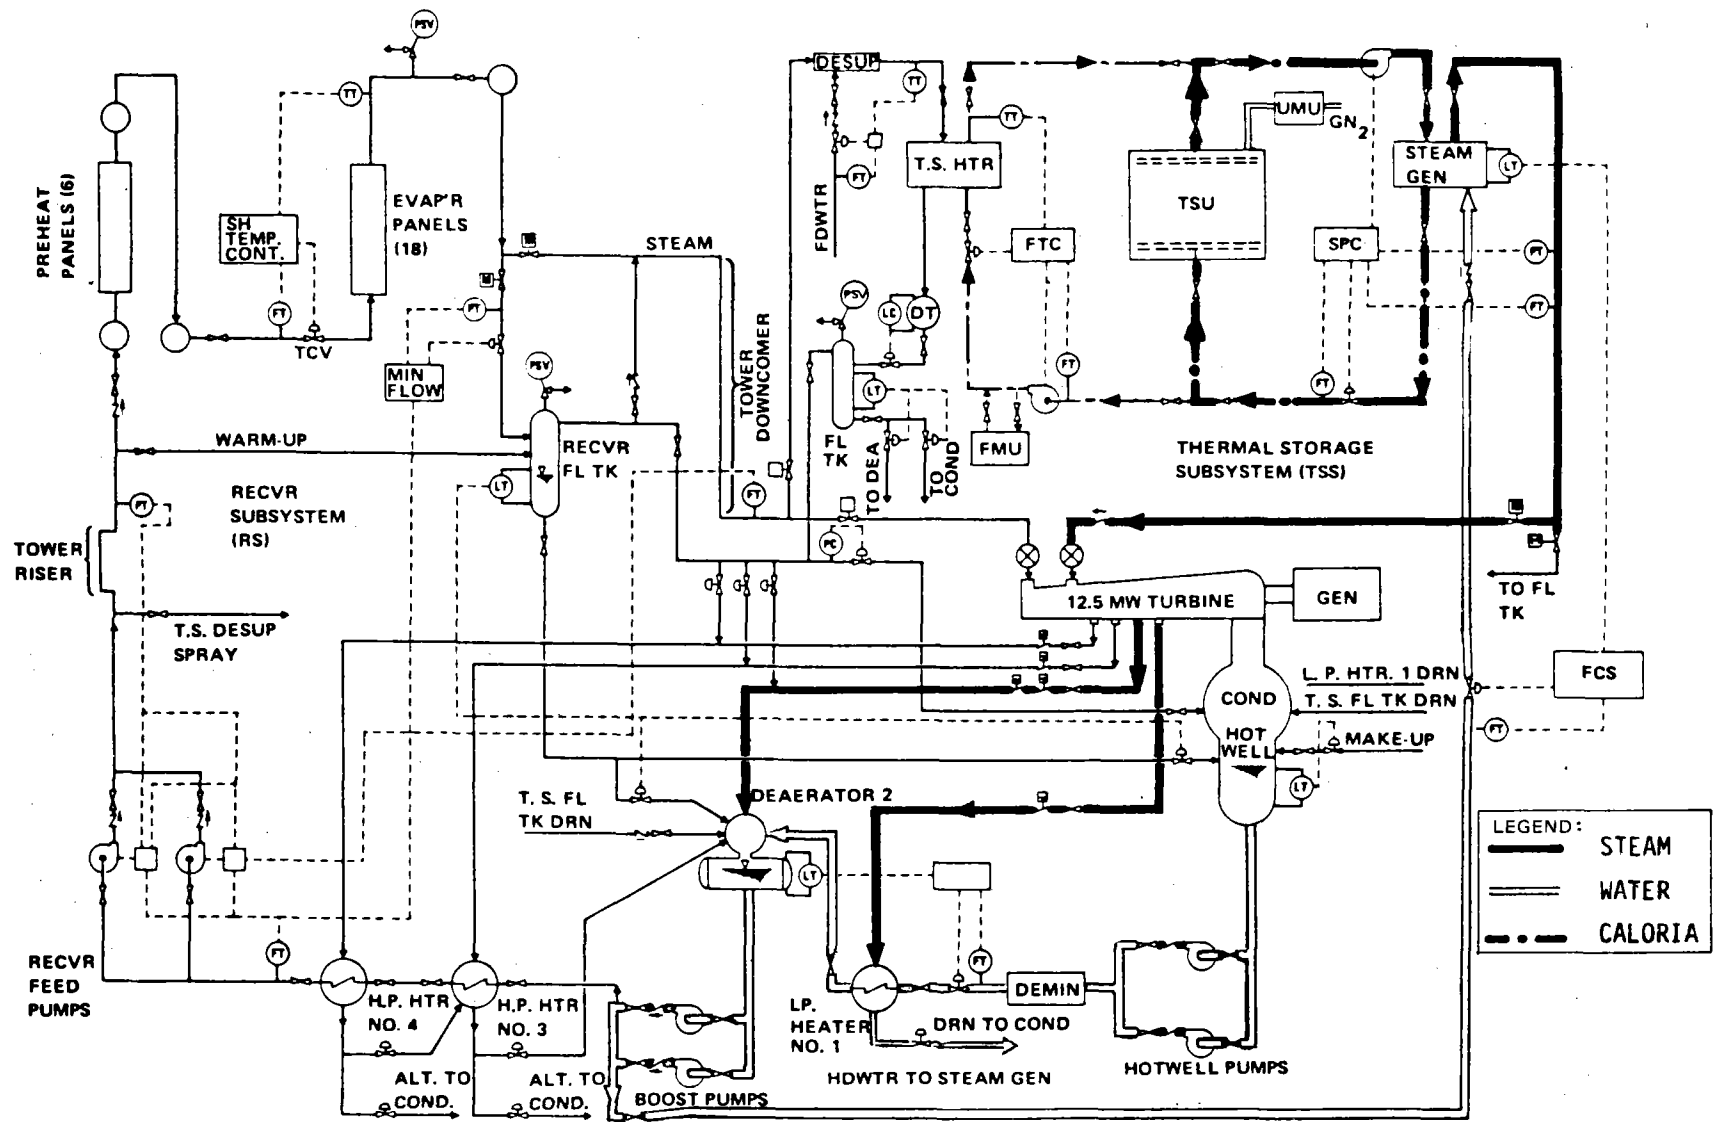 PSV
DESUP
TT
TT
TT
UMU
GN2
PREHEAT
PANELS (6)
EVAP'R
PANELS
(18)
SH
TEMP.
CONT.
FT
TCV
FDWTR
FT
T.S. HTR
TSU
STEAM
GEN
LT
STEAM
M
M
PT
FTC
SPC
PT
FT
PSV
LC
DT
MIN
FLOW
PSV
TOWER
DOWNCOMER
LT
FT
FT
FL
TK
TO DEA
TO
COND
FMU
THERMAL STORAGE
SUBSYSTEM (TSS)
WARM-UP
RECVR
FL TK
LT
FT
PT
RECVR
SUBSYSTEM
(RS)
TOWER
RISER
PC
TO FL
TK
12.5 MW TURBINE
GEN
T.S. DESUP
SPRAY
L. P. HTR. 1 DRN
T. S. FL TK DRN
FCS
COND
HOT
WELL
MAKE-UP
FT
LT
DEAERATOR 2
T. S. FL
TK DRN
LT
LEGEND:
STEAM
WATER
CALORIA
RECVR
FEED
PUMPS
FT
H.P. HTR
NO. 4
H.P. HTR
NO. 3
FT
DEMIN
LP.
HEATER
NO. 1
DRN TO COND
ALT. TO
COND.
ALT. TO
COND.
BOOST PUMPS
HDWTR TO STEAM GEN
HOTWELL PUMPS